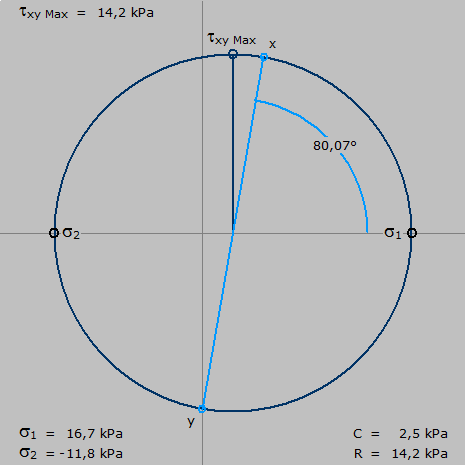 τxy Max = 14,2 kPa
τxy Max
x
80,07°
σ2
σ1
y
σ1 = 16,7 kPa
C = 2,5 kPa
σ2 = -11,8 kPa
R = 14,2 kPa